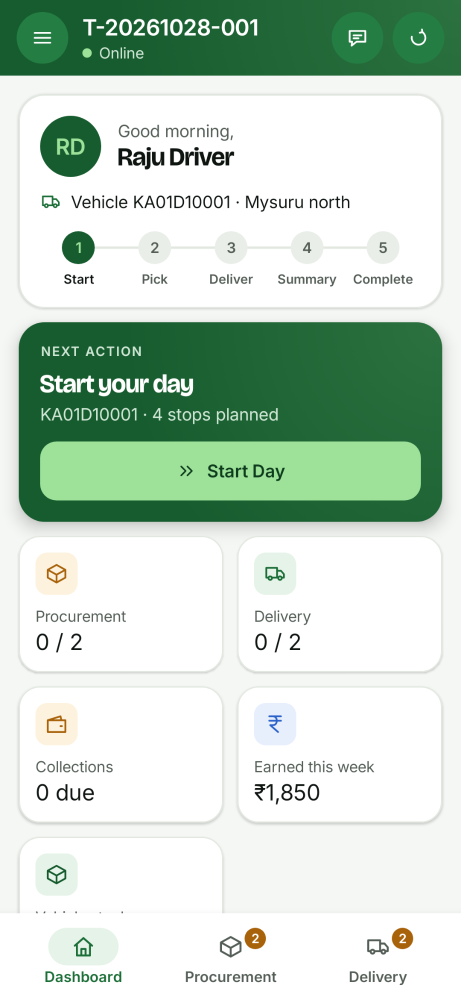 T-20261028-001
Online
RD
Good morning,
Raju Driver
Vehicle KA01D10001 · Mysuru north
1 2 3 4 5
Start Pick Deliver Summary Complete
NEXT ACTION
Start your day
KA01D10001 · 4 stops planned
Start Day
Procurement
0 / 2
Delivery
0 / 2
Collections
0 due
₹
Earned this week
₹1,850
2
2
Dashboard Procurement Delivery